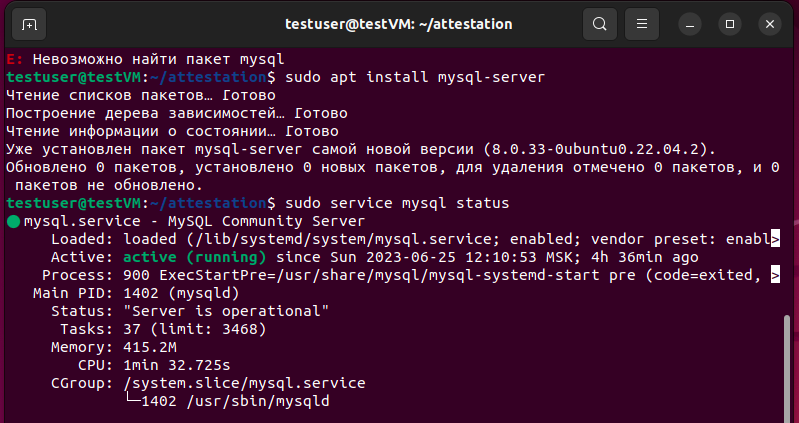 testuser@testVM: ~/attestation
E: Невозможно найти пакет mysql
testuser@testVM:~/attestation$ sudo apt install mysql-server
Чтение списков пакетов… Готово
Построение дерева зависимостей… Готово
Чтение информации о состоянии… Готово
Уже установлен пакет mysql-server самой новой версии (8.0.33-0ubuntu0.22.04.2).
Обновлено 0 пакетов, установлено 0 новых пакетов, для удаления отмечено 0 пакетов, и 0
пакетов не обновлено.
testuser@testVM:~/attestation$ sudo service mysql status
● mysql.service - MySQL Community Server
Loaded: loaded (/lib/systemd/system/mysql.service; enabled; vendor preset: enabl>
Active: active (running) since Sun 2023-06-25 12:10:53 MSK; 4h 36min ago
Process: 900 ExecStartPre=/usr/share/mysql/mysql-systemd-start pre (code=exited, >
Main PID: 1402 (mysqld)
Status: "Server is operational"
Tasks: 37 (limit: 3468)
Memory: 415.2M
CPU: 1min 32.725s
CGroup: /system.slice/mysql.service
└─1402 /usr/sbin/mysqld